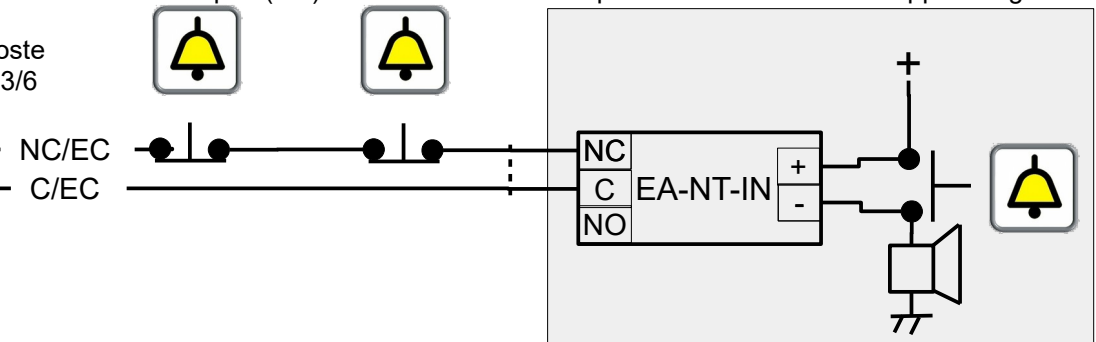 oste
3/6
NC/EC
C/EC
NC
C
NO
EA-NT-IN
+
-
+